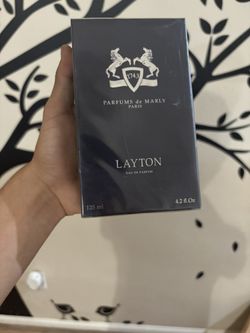 1743
PARFUMS de MARLY
PARIS
LAYTON
EAU DE PARFUM
125 ml 4.2 fl.Oz